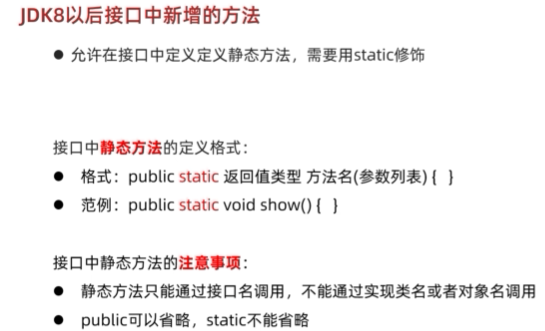 JDK8以后接口中新增的方法
● 允许在接口中定义定义静态方法，需要用static修饰
接口中静态方法的定义格式：
● 格式：public static 返回值类型 方法名(参数列表) { }
● 范例：public static void show() { }
接口中静态方法的注意事项：
● 静态方法只能通过接口名调用，不能通过实现类名或者对象名调用
● public可以省略，static不能省略